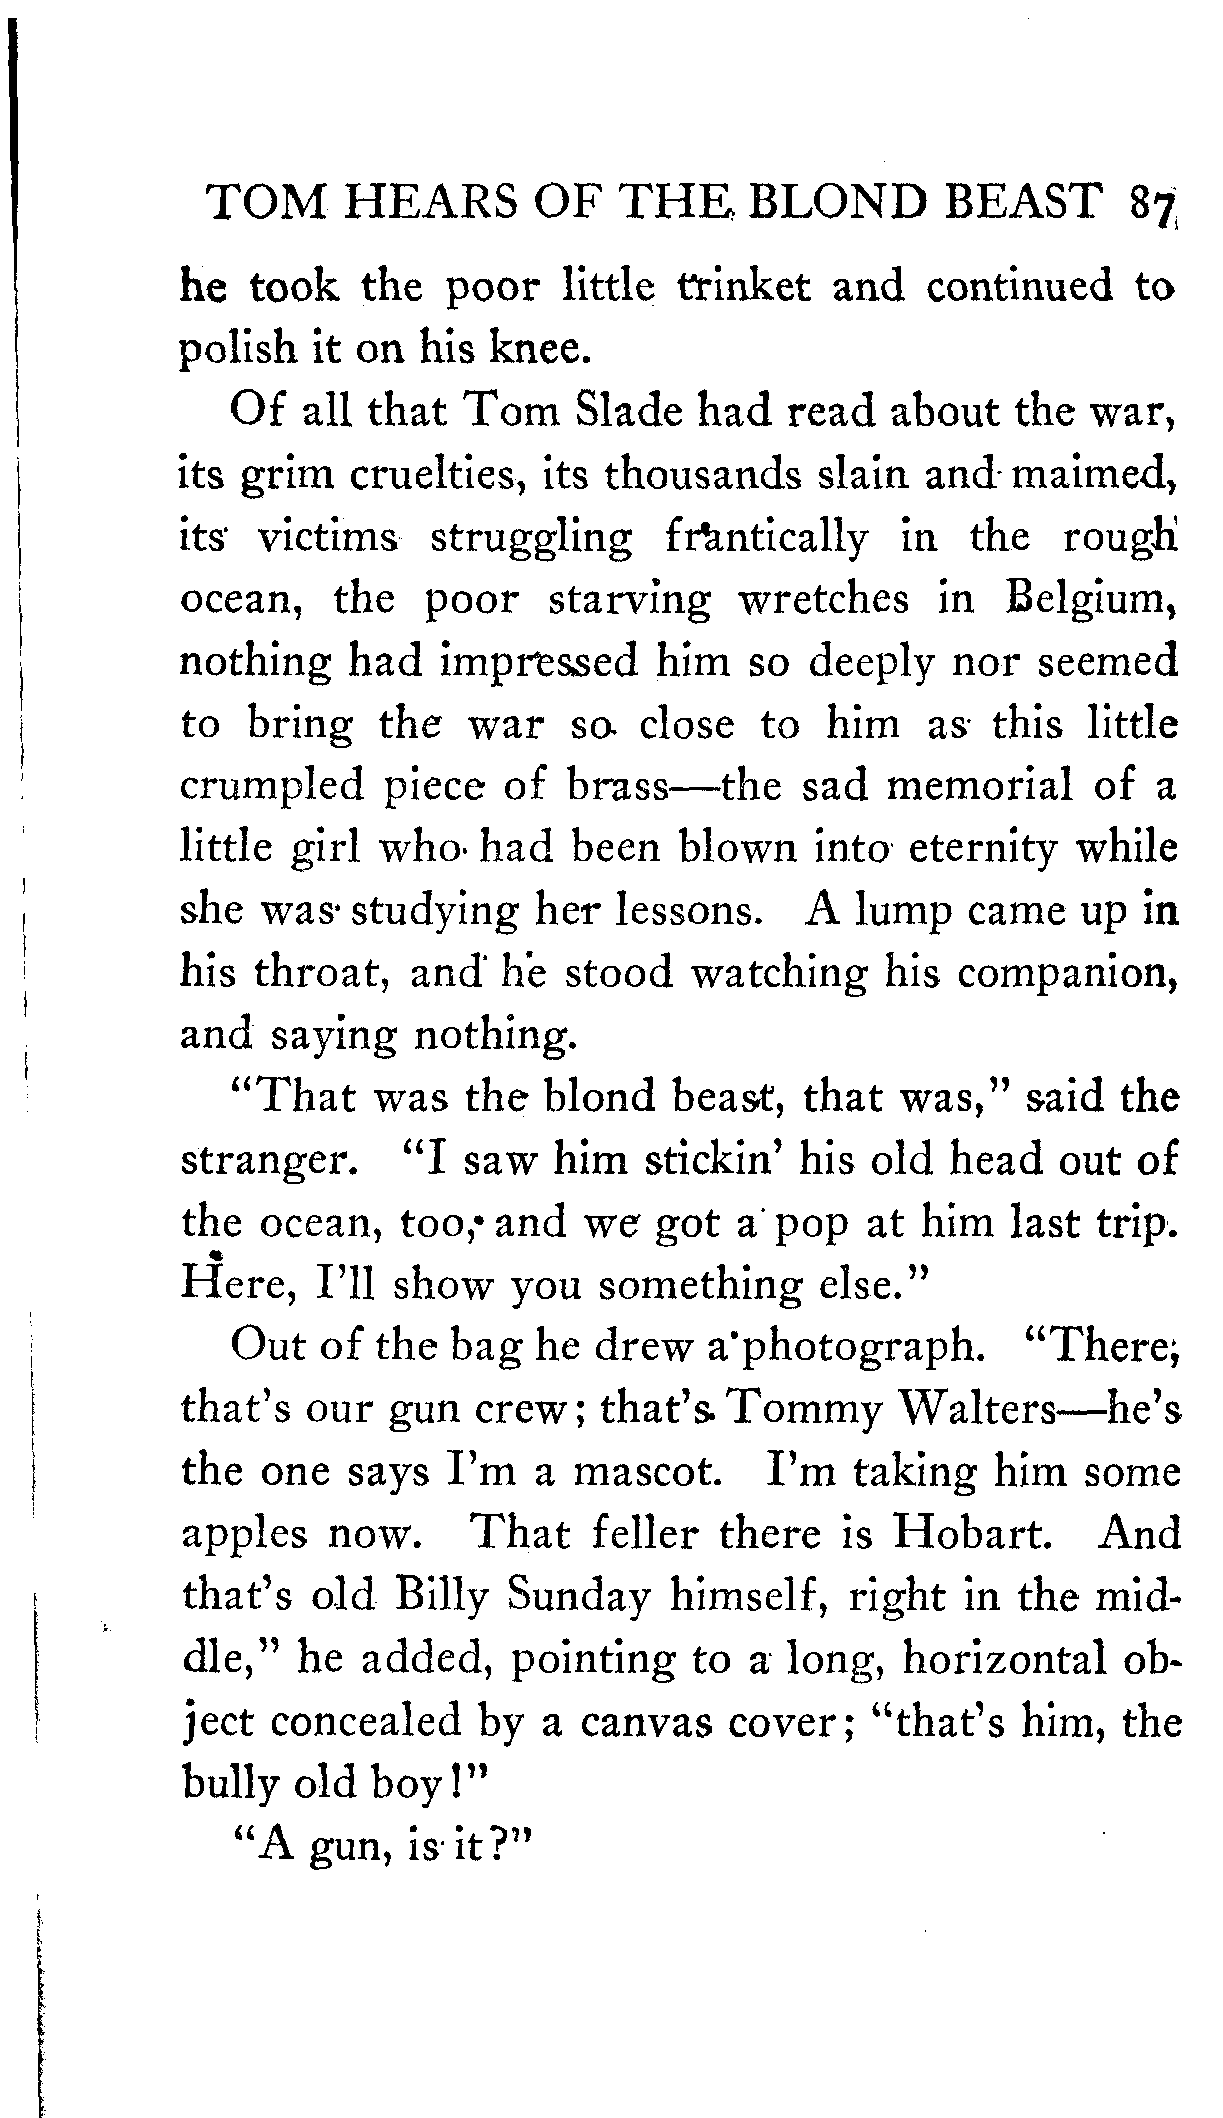 TOM HEARS OF THE BLOND BEAST 87
he took the poor little trinket and continued to
polish it on his knee.
Of all that Tom Slade had read about the war,
its grim cruelties, its thousands slain and maimed,
its victims struggling frantically in the rough
ocean, the poor starving wretches in Belgium,
nothing had impressed him so deeply nor seemed
to bring the war so close to him as this little
crumpled piece of brass—the sad memorial of a
little girl who had been blown into eternity while
she was studying her lessons. A lump came up in
his throat, and he stood watching his companion,
and saying nothing.
"That was the blond beast, that was," said the
stranger. "I saw him stickin' his old head out of
the ocean, too, and we got a pop at him last trip.
Here, I'll show you something else."
Out of the bag he drew a photograph. "There;
that's our gun crew; that's Tommy Walters—he's
the one says I'm a mascot. I'm taking him some
apples now. That feller there is Hobart. And
that's old Billy Sunday himself, right in the mid-
dle," he added, pointing to a long, horizontal ob-
ject concealed by a canvas cover; "that's him, the
bully old boy!"
"A gun, is it?"